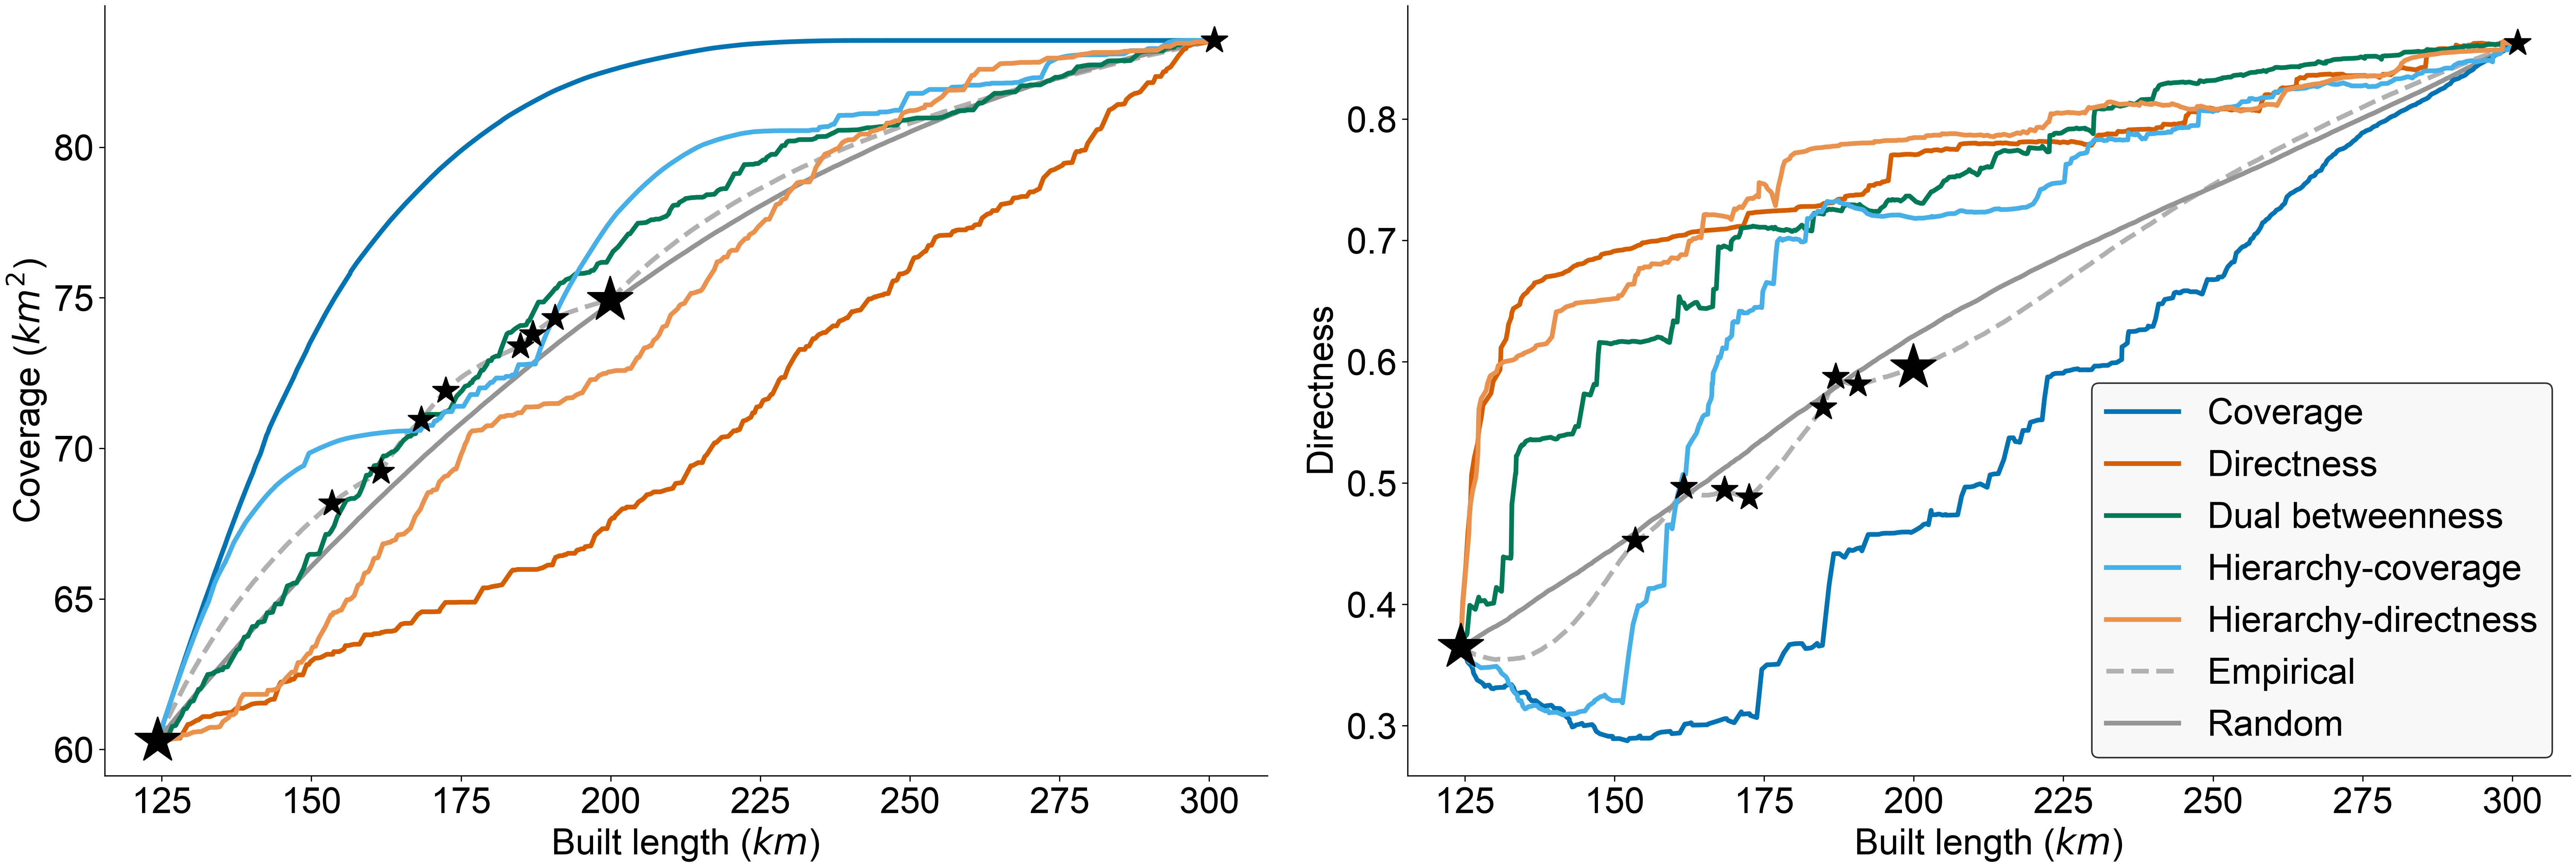 Coverage (km²)
80
75
70
65
60
125 150 175 200 225 250 275 300
Built length (km)
Directness
0.8
0.7
0.6
0.5
0.4
0.3
125 150 175 200 225 250 275 300
Built length (km)
Coverage
Directness
Dual betweenness
Hierarchy-coverage
Hierarchy-directness
Empirical
Random